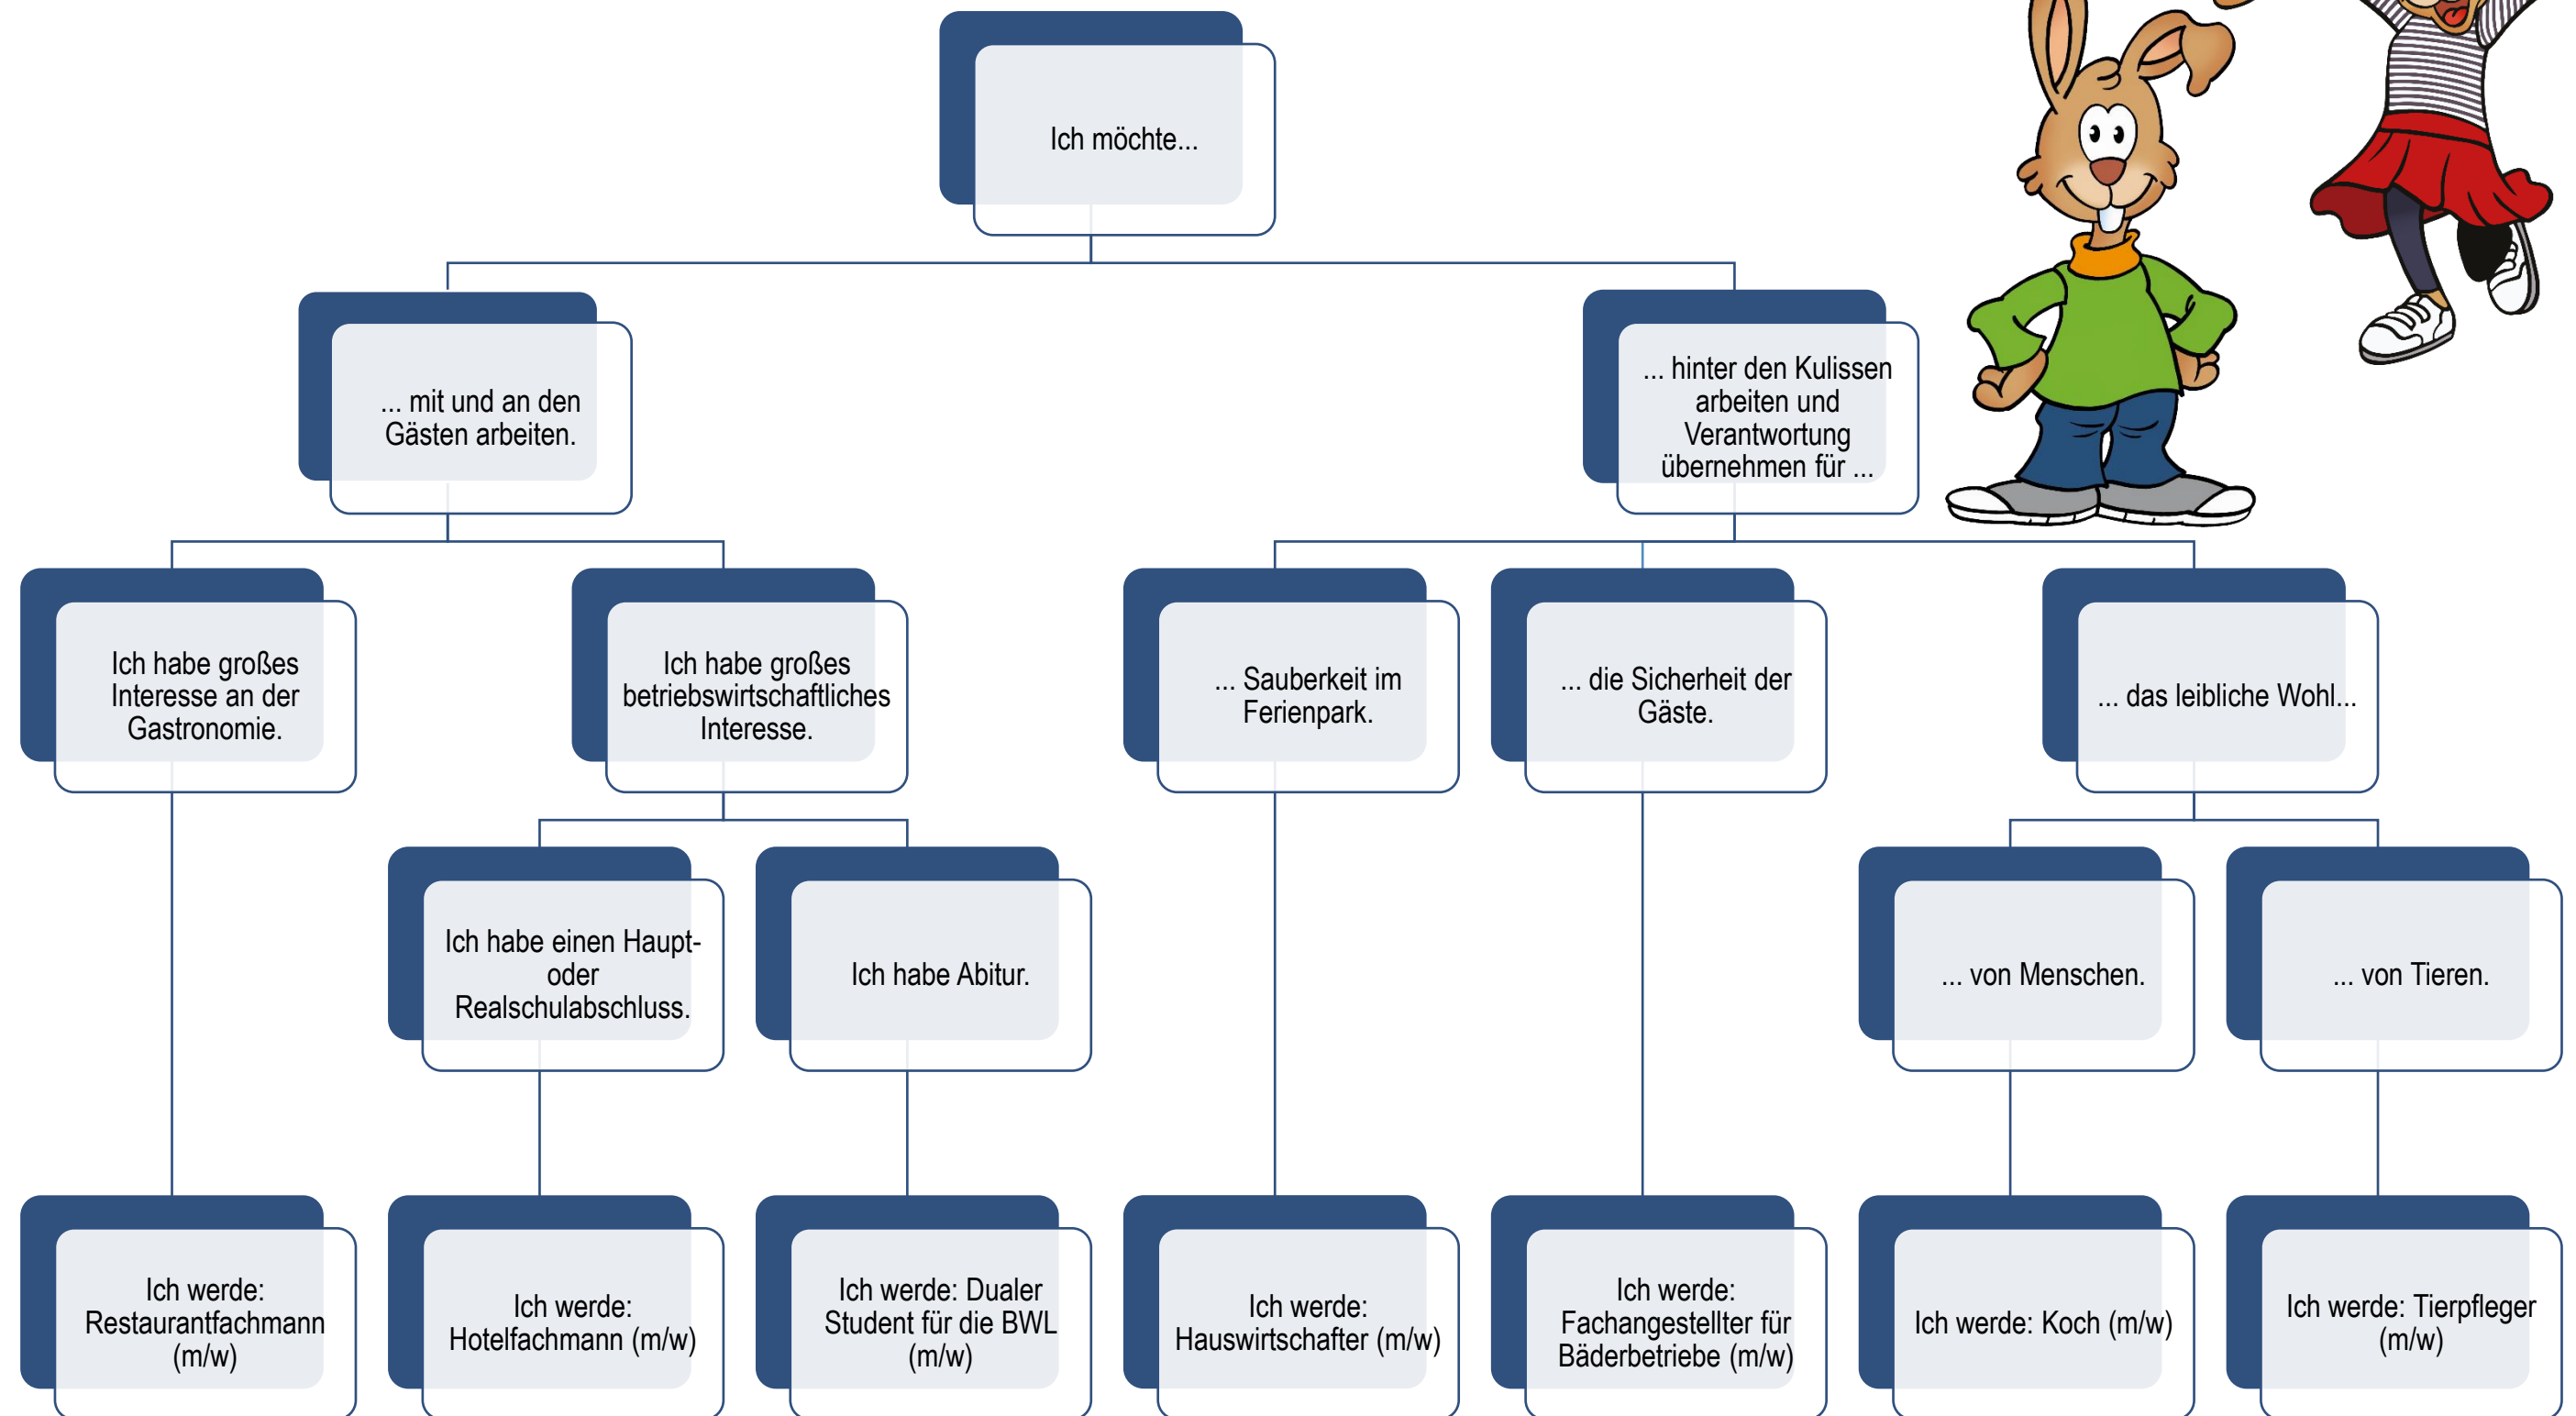 Ich möchte...
... mit und an den
Gästen arbeiten.
... hinter den Kulissen
arbeiten und
Verantwortung
übernehmen für ...
Ich habe großes
Interesse an der
Gastronomie.
Ich habe großes
betriebswirtschaftliches
Interesse.
... Sauberkeit im
Ferienpark.
... die Sicherheit der
Gäste.
... das leibliche Wohl...
Ich habe einen Haupt-
oder
Realschulabschluss.
Ich habe Abitur.
... von Menschen.
... von Tieren.
Ich werde:
Restaurantfachmann
(m/w)
Ich werde:
Hotelfachmann (m/w)
Ich werde: Dualer
Student für die BWL
(m/w)
Ich werde:
Hauswirtschafter (m/w)
Ich werde:
Fachangestellter für
Bäderbetriebe (m/w)
Ich werde: Koch (m/w)
Ich werde: Tierpfleger
(m/w)